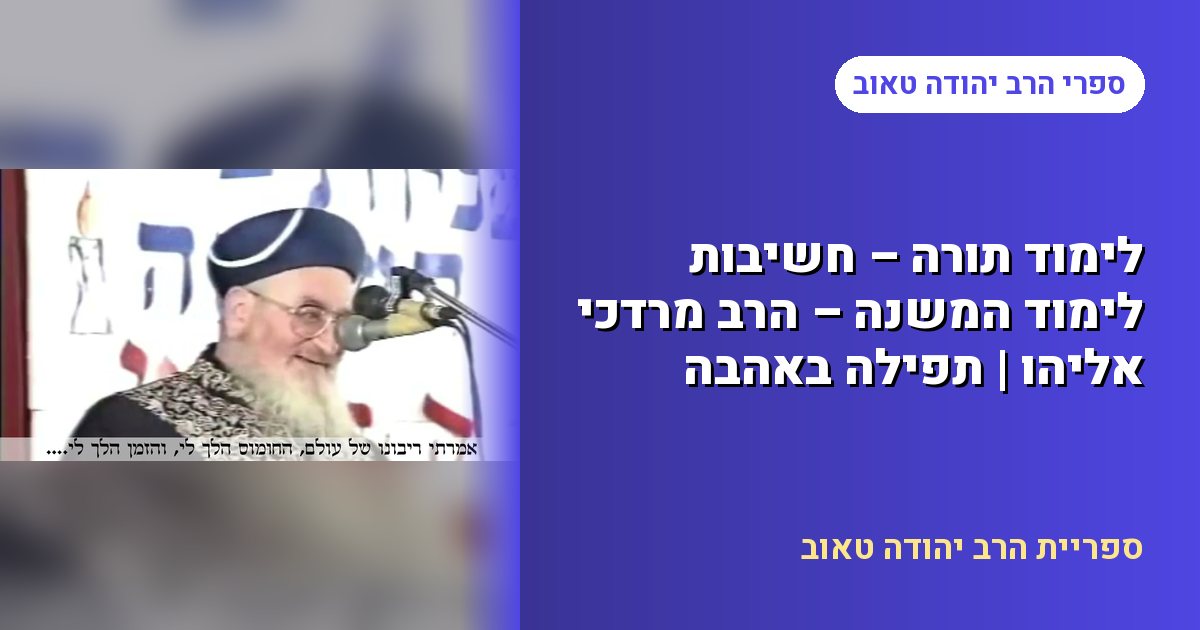 ספרי הרב יהודה טאוב
לימוד תורה – חשיבות
לימוד המשנה – הרב מרדכי
אליהו | תפילה באהבה
אמרתי ריבונו של עולם, החומוס הלך לי, והזמן הלך לי....
ספריית הרב יהודה טאוב